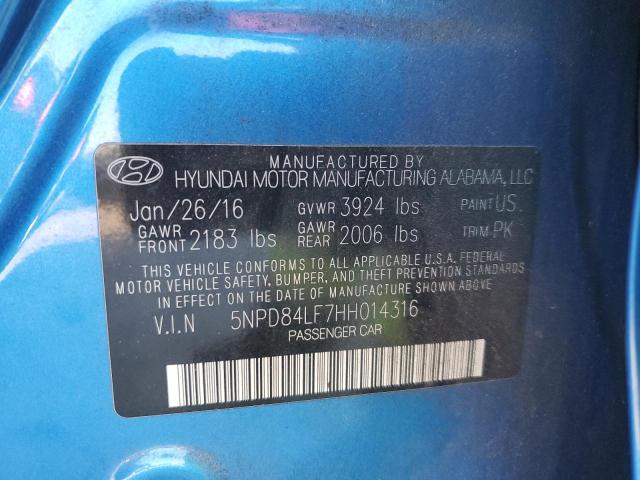 MANUFACTURED BY
HYUNDAI MOTOR MANUFACTURING ALABAMA, LLC
Jan/26/16 GVWR 3924 lbs PAINT US.
GAWR FRONT 2183 lbs GAWR REAR 2006 lbs TRIM PK
THIS VEHICLE CONFORMS TO ALL APPLICABLE U.S.A. FEDERAL
MOTOR VEHICLE SAFETY, BUMPER, AND THEFT PREVENTION STANDARDS
IN EFFECT ON THE DATE OF MANUFACTURE SHOWN ABOVE.
V.I.N 5NPD84LF7HH014316
PASSENGER CAR